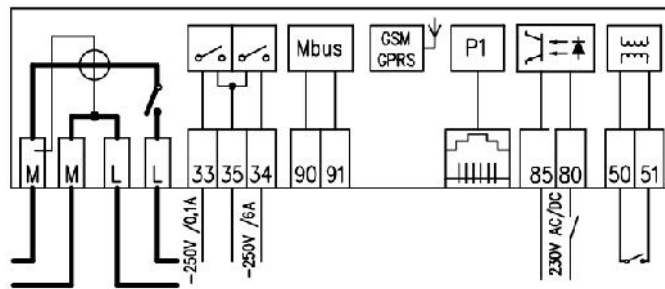 Mbus
GSM
GPRS
P1
M
M
L
L
33
35
34
90
91
85
80
50
51
~250V /0,1A
~250V /6A
230V AC/DC